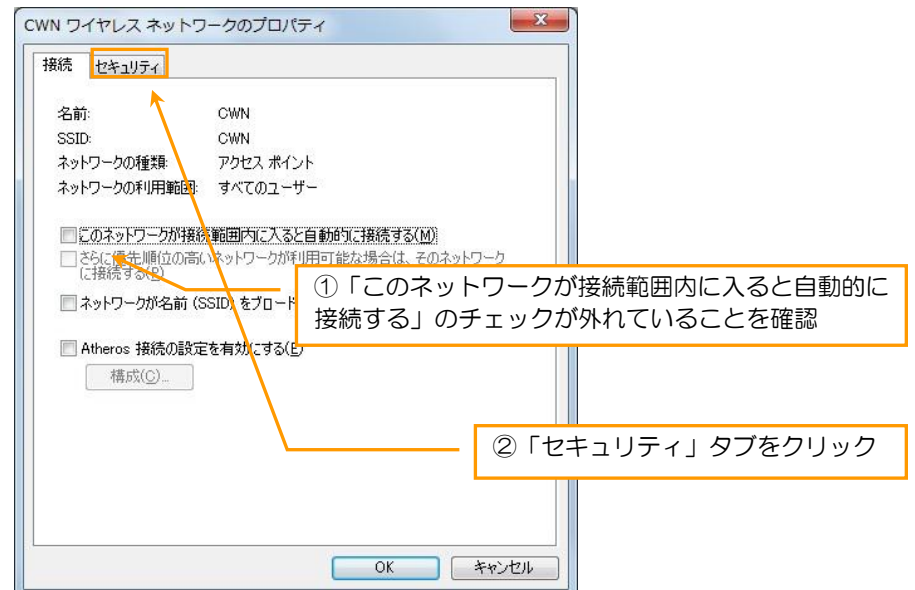 CWN ワイヤレス ネットワークのプロパティ
接続 セキュリティ
名前: CWN
SSID: CWN
ネットワークの種類: アクセス ポイント
ネットワークの利用範囲: すべてのユーザー
このネットワークが接続範囲内に入ると自動的に接続する(M)
さらに優先順位の高いネットワークが利用可能な場合は、そのネットワーク
に接続する(P)
ネットワークが名前 (SSID) をブロード
①「このネットワークが接続範囲内に入ると自動的に
接続する」のチェックが外れていることを確認
Atheros 接続の設定を有効にする(E)
構成(C)...
②「セキュリティ」タブをクリック
OK キャンセル